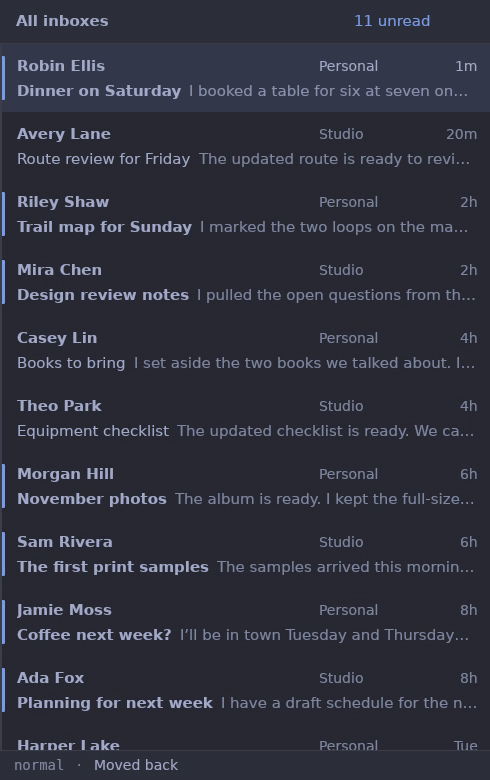 All inboxes 11 unread
Robin Ellis Personal 1m
Dinner on Saturday I booked a table for six at seven on…
Avery Lane Studio 20m
Route review for Friday The updated route is ready to revi…
Riley Shaw Personal 2h
Trail map for Sunday I marked the two loops on the ma…
Mira Chen Studio 2h
Design review notes I pulled the open questions from th…
Casey Lin Personal 4h
Books to bring I set aside the two books we talked about. I…
Theo Park Studio 4h
Equipment checklist The updated checklist is ready. We ca…
Morgan Hill Personal 6h
November photos The album is ready. I kept the full-size…
Sam Rivera Studio 6h
The first print samples The samples arrived this mornin…
Jamie Moss Personal 8h
Coffee next week? I’ll be in town Tuesday and Thursday…
Ada Fox Studio 8h
Planning for next week I have a draft schedule for the n…
Harper Lake Personal Tue
normal · Moved back